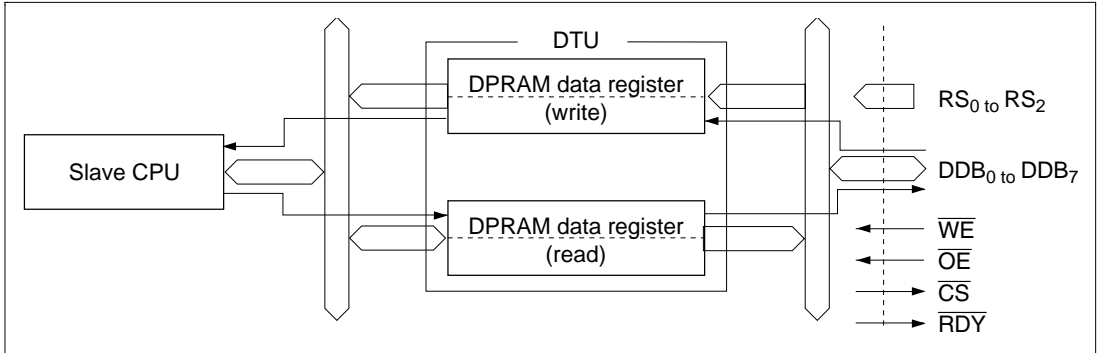 DTU
DPRAM data register
(write)
RS0 to RS2
Slave CPU
DDB0 to DDB7
DPRAM data register
(read)
WE
OE
CS
RDY